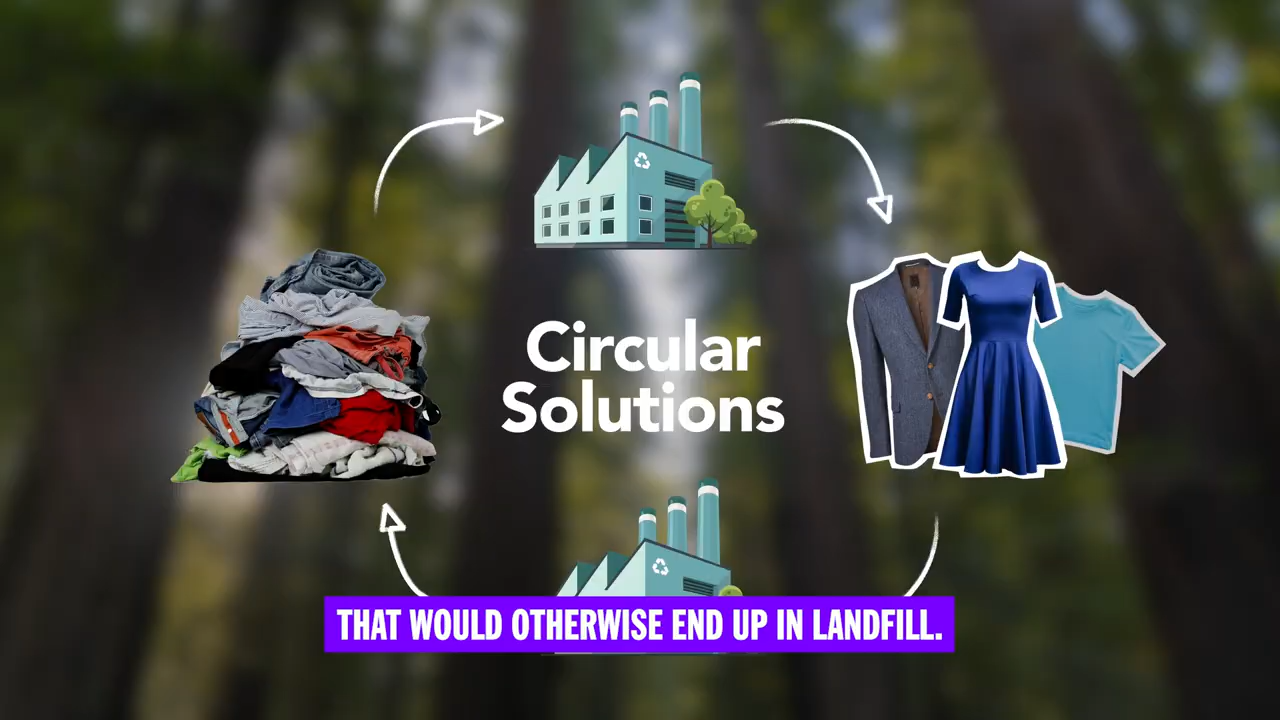 Circular
Solutions
THAT WOULD OTHERWISE END UP IN LANDFILL.